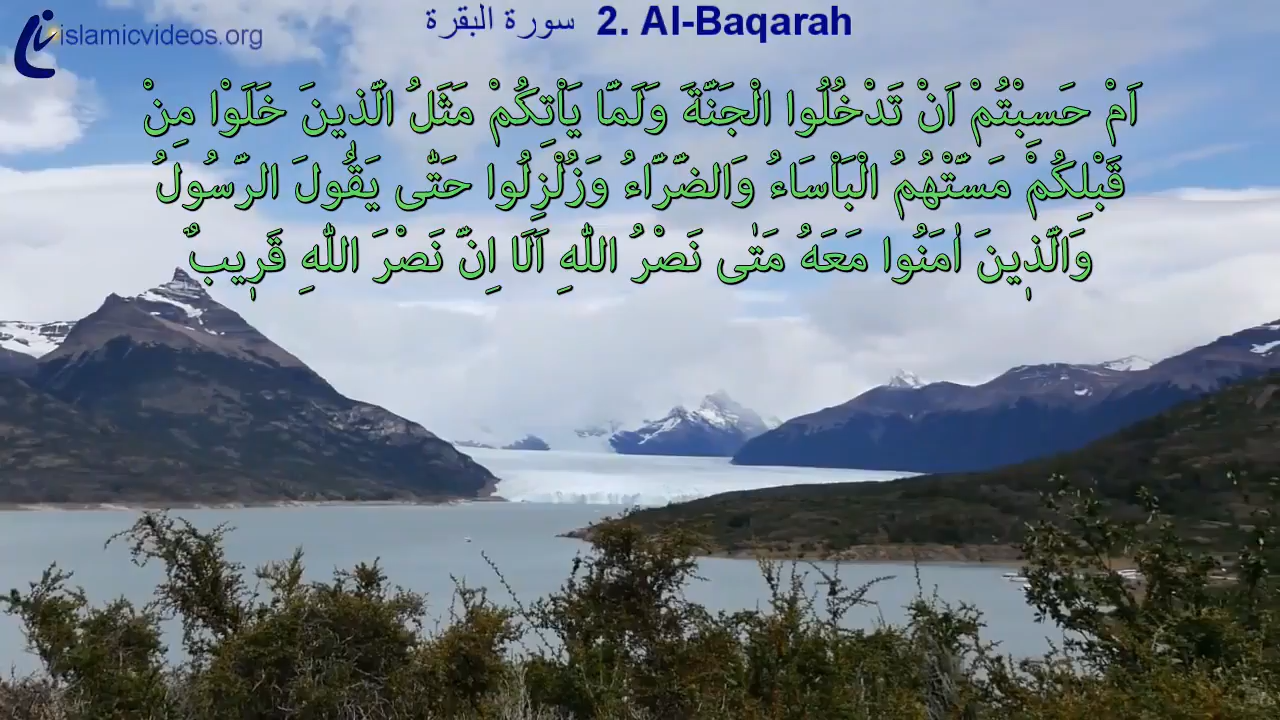 islamicvideos.org
سورة البقرة 2. Al-Baqarah
اَمْ حَسِبْتُمْ اَنْ تَدْخُلُوا الْجَنَّةَ وَلَمَّا يَاْتِكُمْ مَثَلُ الَّذينَ خَلَوْا مِنْ
قَبْلِكُمْ مَسَّتْهُمُ الْبَاْسَاءُ وَالضَّرَّاءُ وَزُلْزِلُوا حَتّٰى يَقُولَ الرَّسُولُ
وَالَّذ۪ينَ اٰمَنُوا مَعَهُ مَتٰى نَصْرُ اللّٰهِ اَلَا اِنَّ نَصْرَ اللّٰهِ قَر۪يبٌ